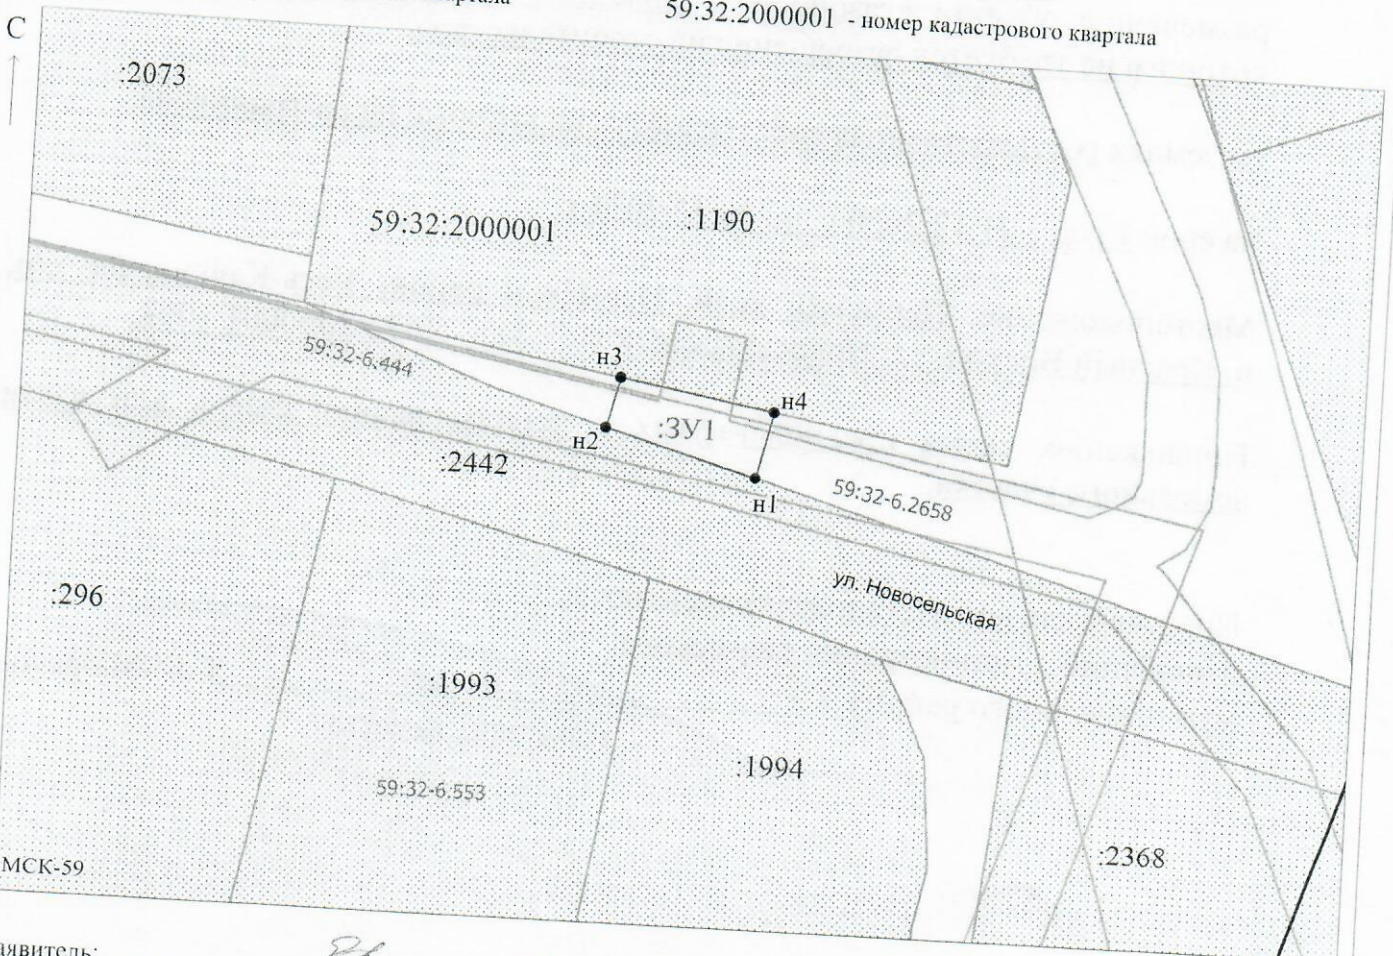 59:32:2000001 - номер кадастрового квартала
С
:2073
59:32:2000001
:1190
59:32-6.444
н3
н4
:ЗУ1
н2
:2442
н1
59:32-6.2658
ул. Новосельская
:296
:1993
:1994
59:32-6.553
:2368
МСК-59